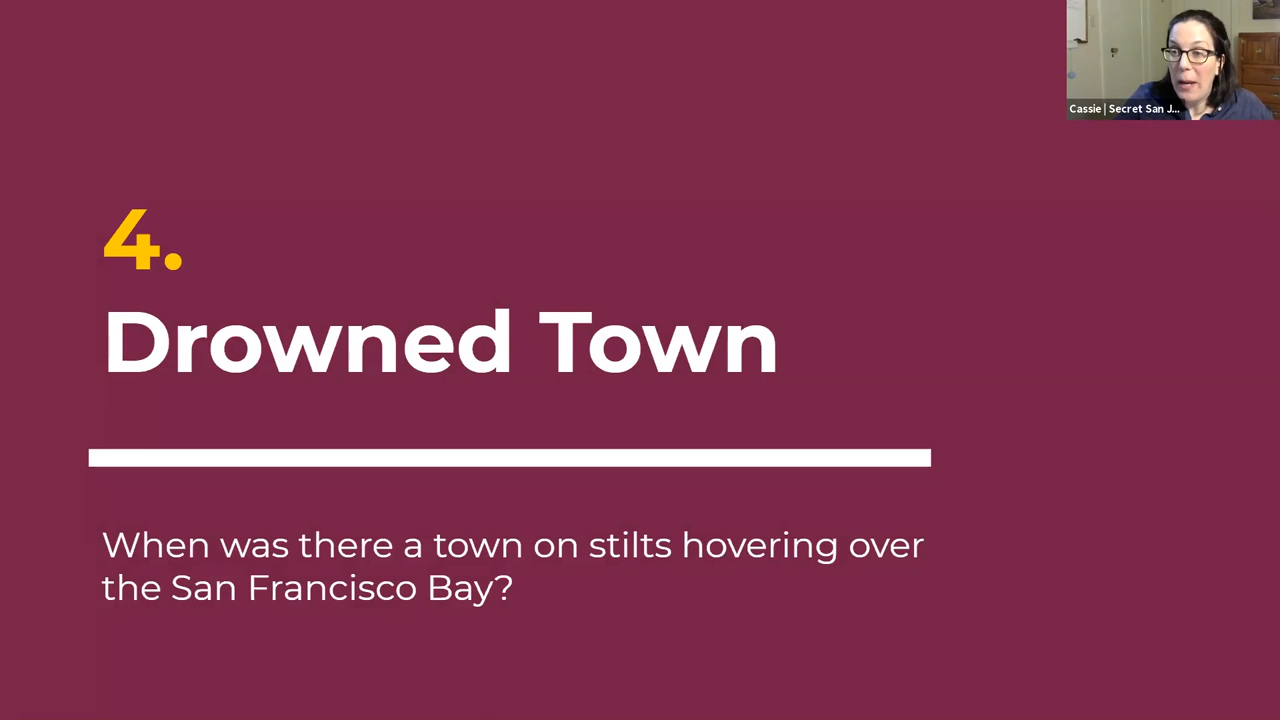 Cassie | Secret San J...
4.
Drowned Town
When was there a town on stilts hovering over
the San Francisco Bay?